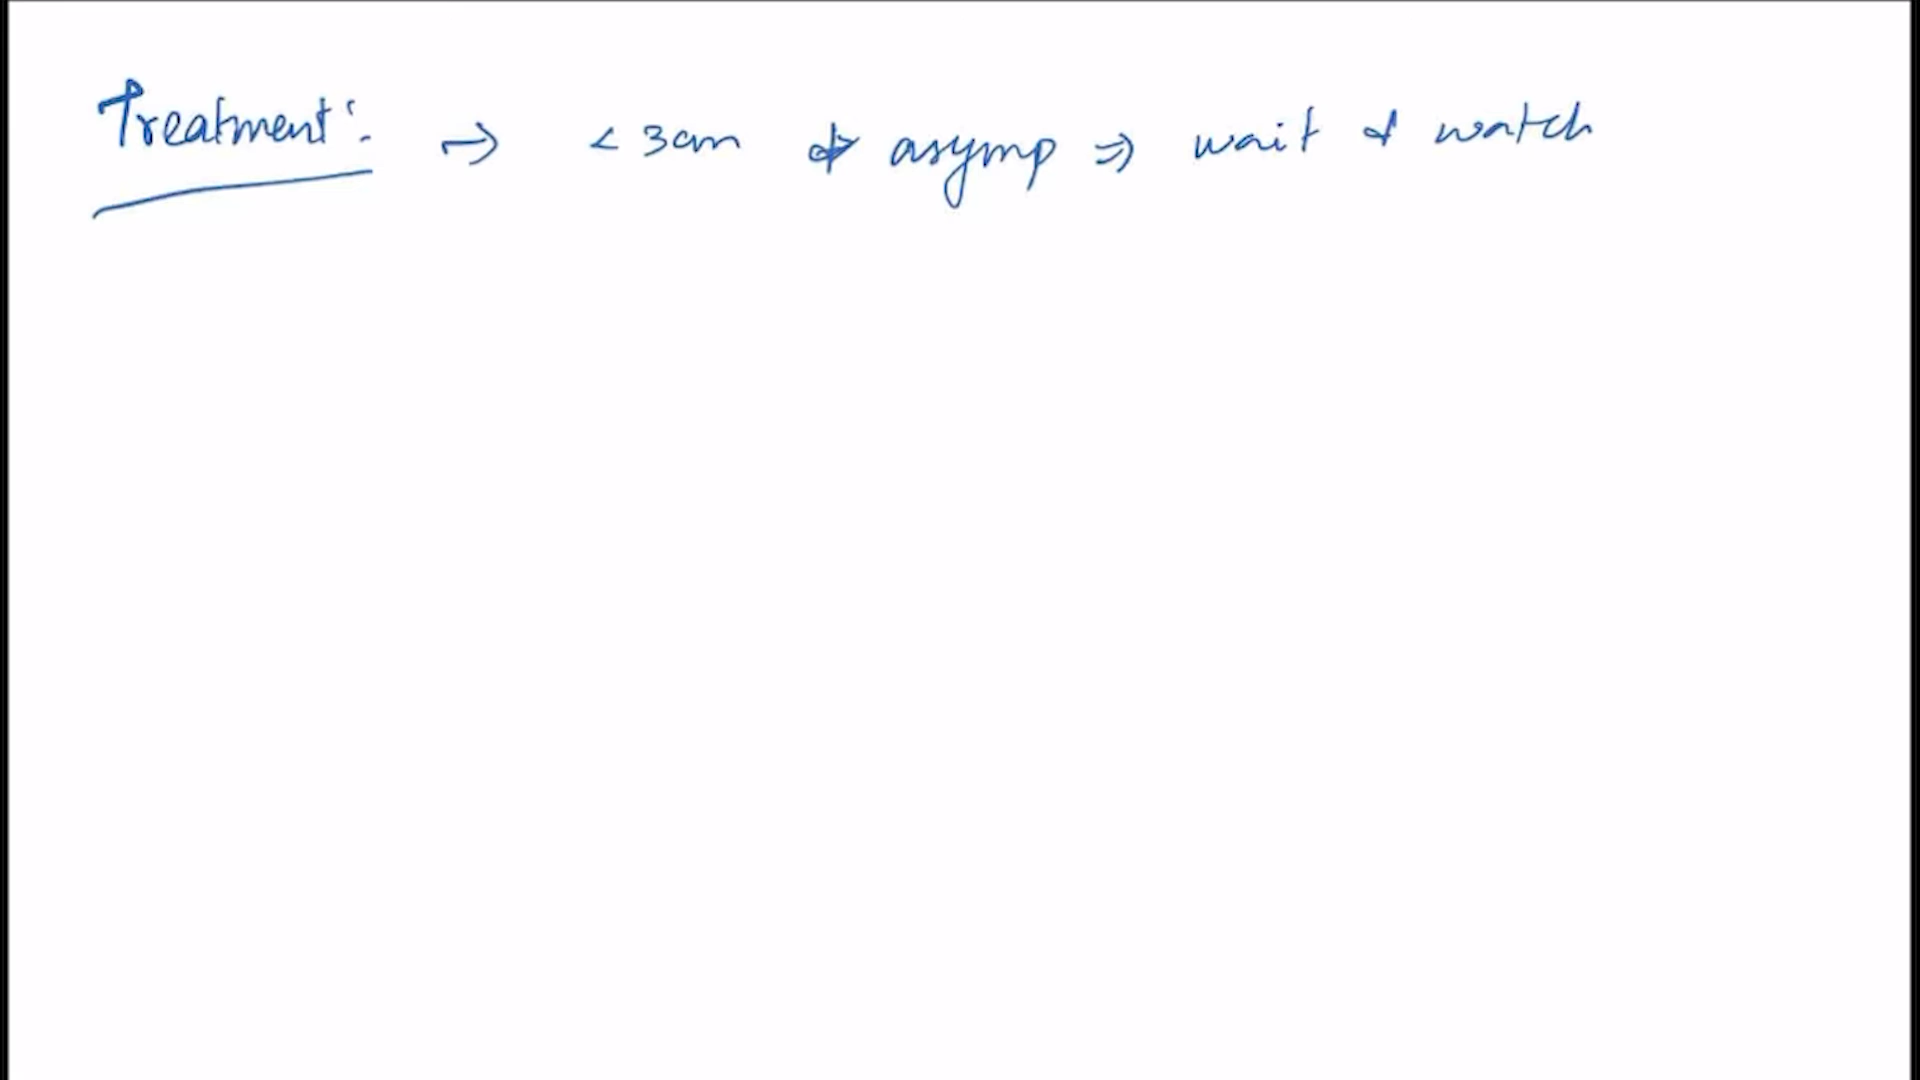 Treatment: → < 3cm & asymp ⇒ wait & watch